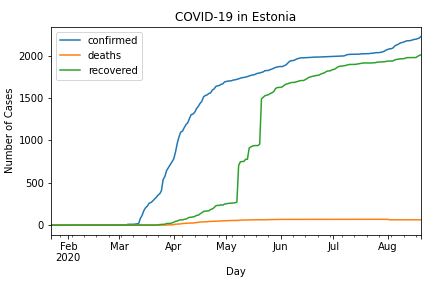 COVID-19 in Estonia
confirmed
deaths
recovered
Number of Cases
2000
1500
1000
500
0
Feb
2020
Mar
Apr
May
Jun
Jul
Aug
Day